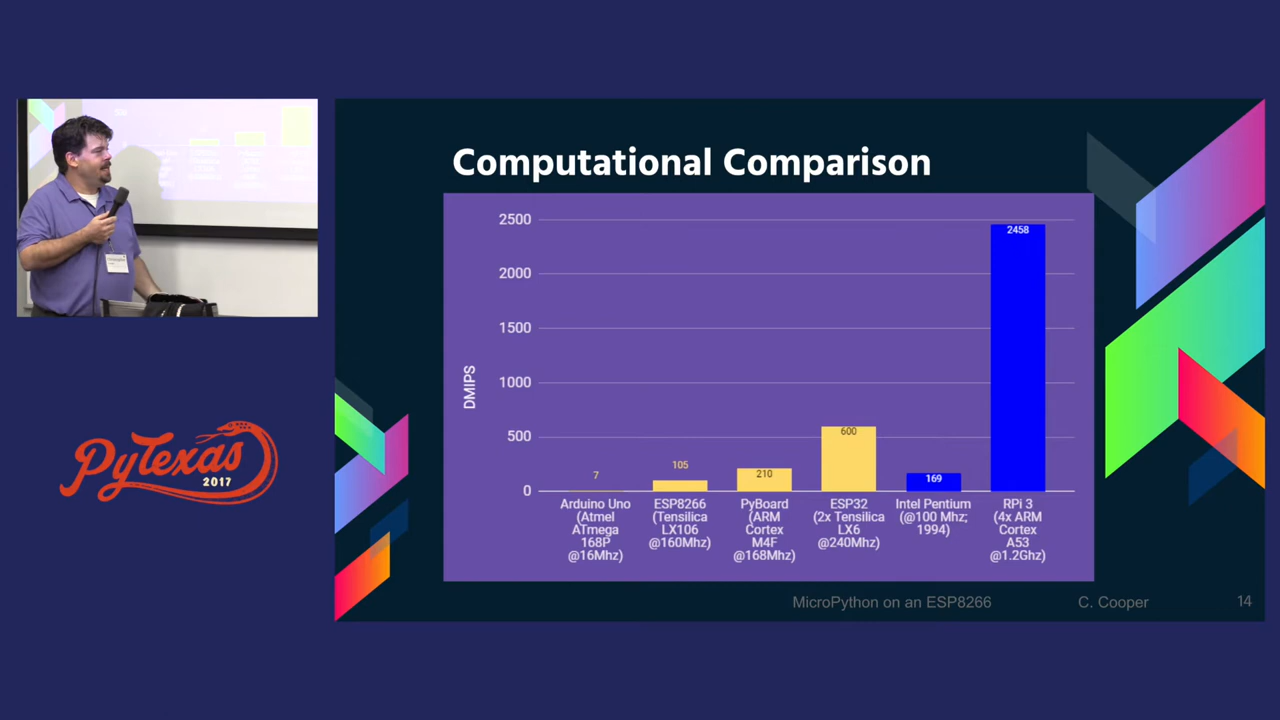 Computational Comparison
DMIPS
2500
2000
1500
1000
500
0
7
105
210
600
169
2458
Arduino Uno
(Atmel
ATmega
168P
@16Mhz)
ESP8266
(Tensilica
LX106
@160Mhz)
PyBoard
(ARM
Cortex
M4F
@168Mhz)
ESP32
(2x Tensilica
LX6
@240Mhz)
Intel Pentium
(@100 Mhz;
1994)
RPi 3
(4x ARM
Cortex
A53
@1.2Ghz)
MicroPython on an ESP8266
C. Cooper
14
PyTexas
2017